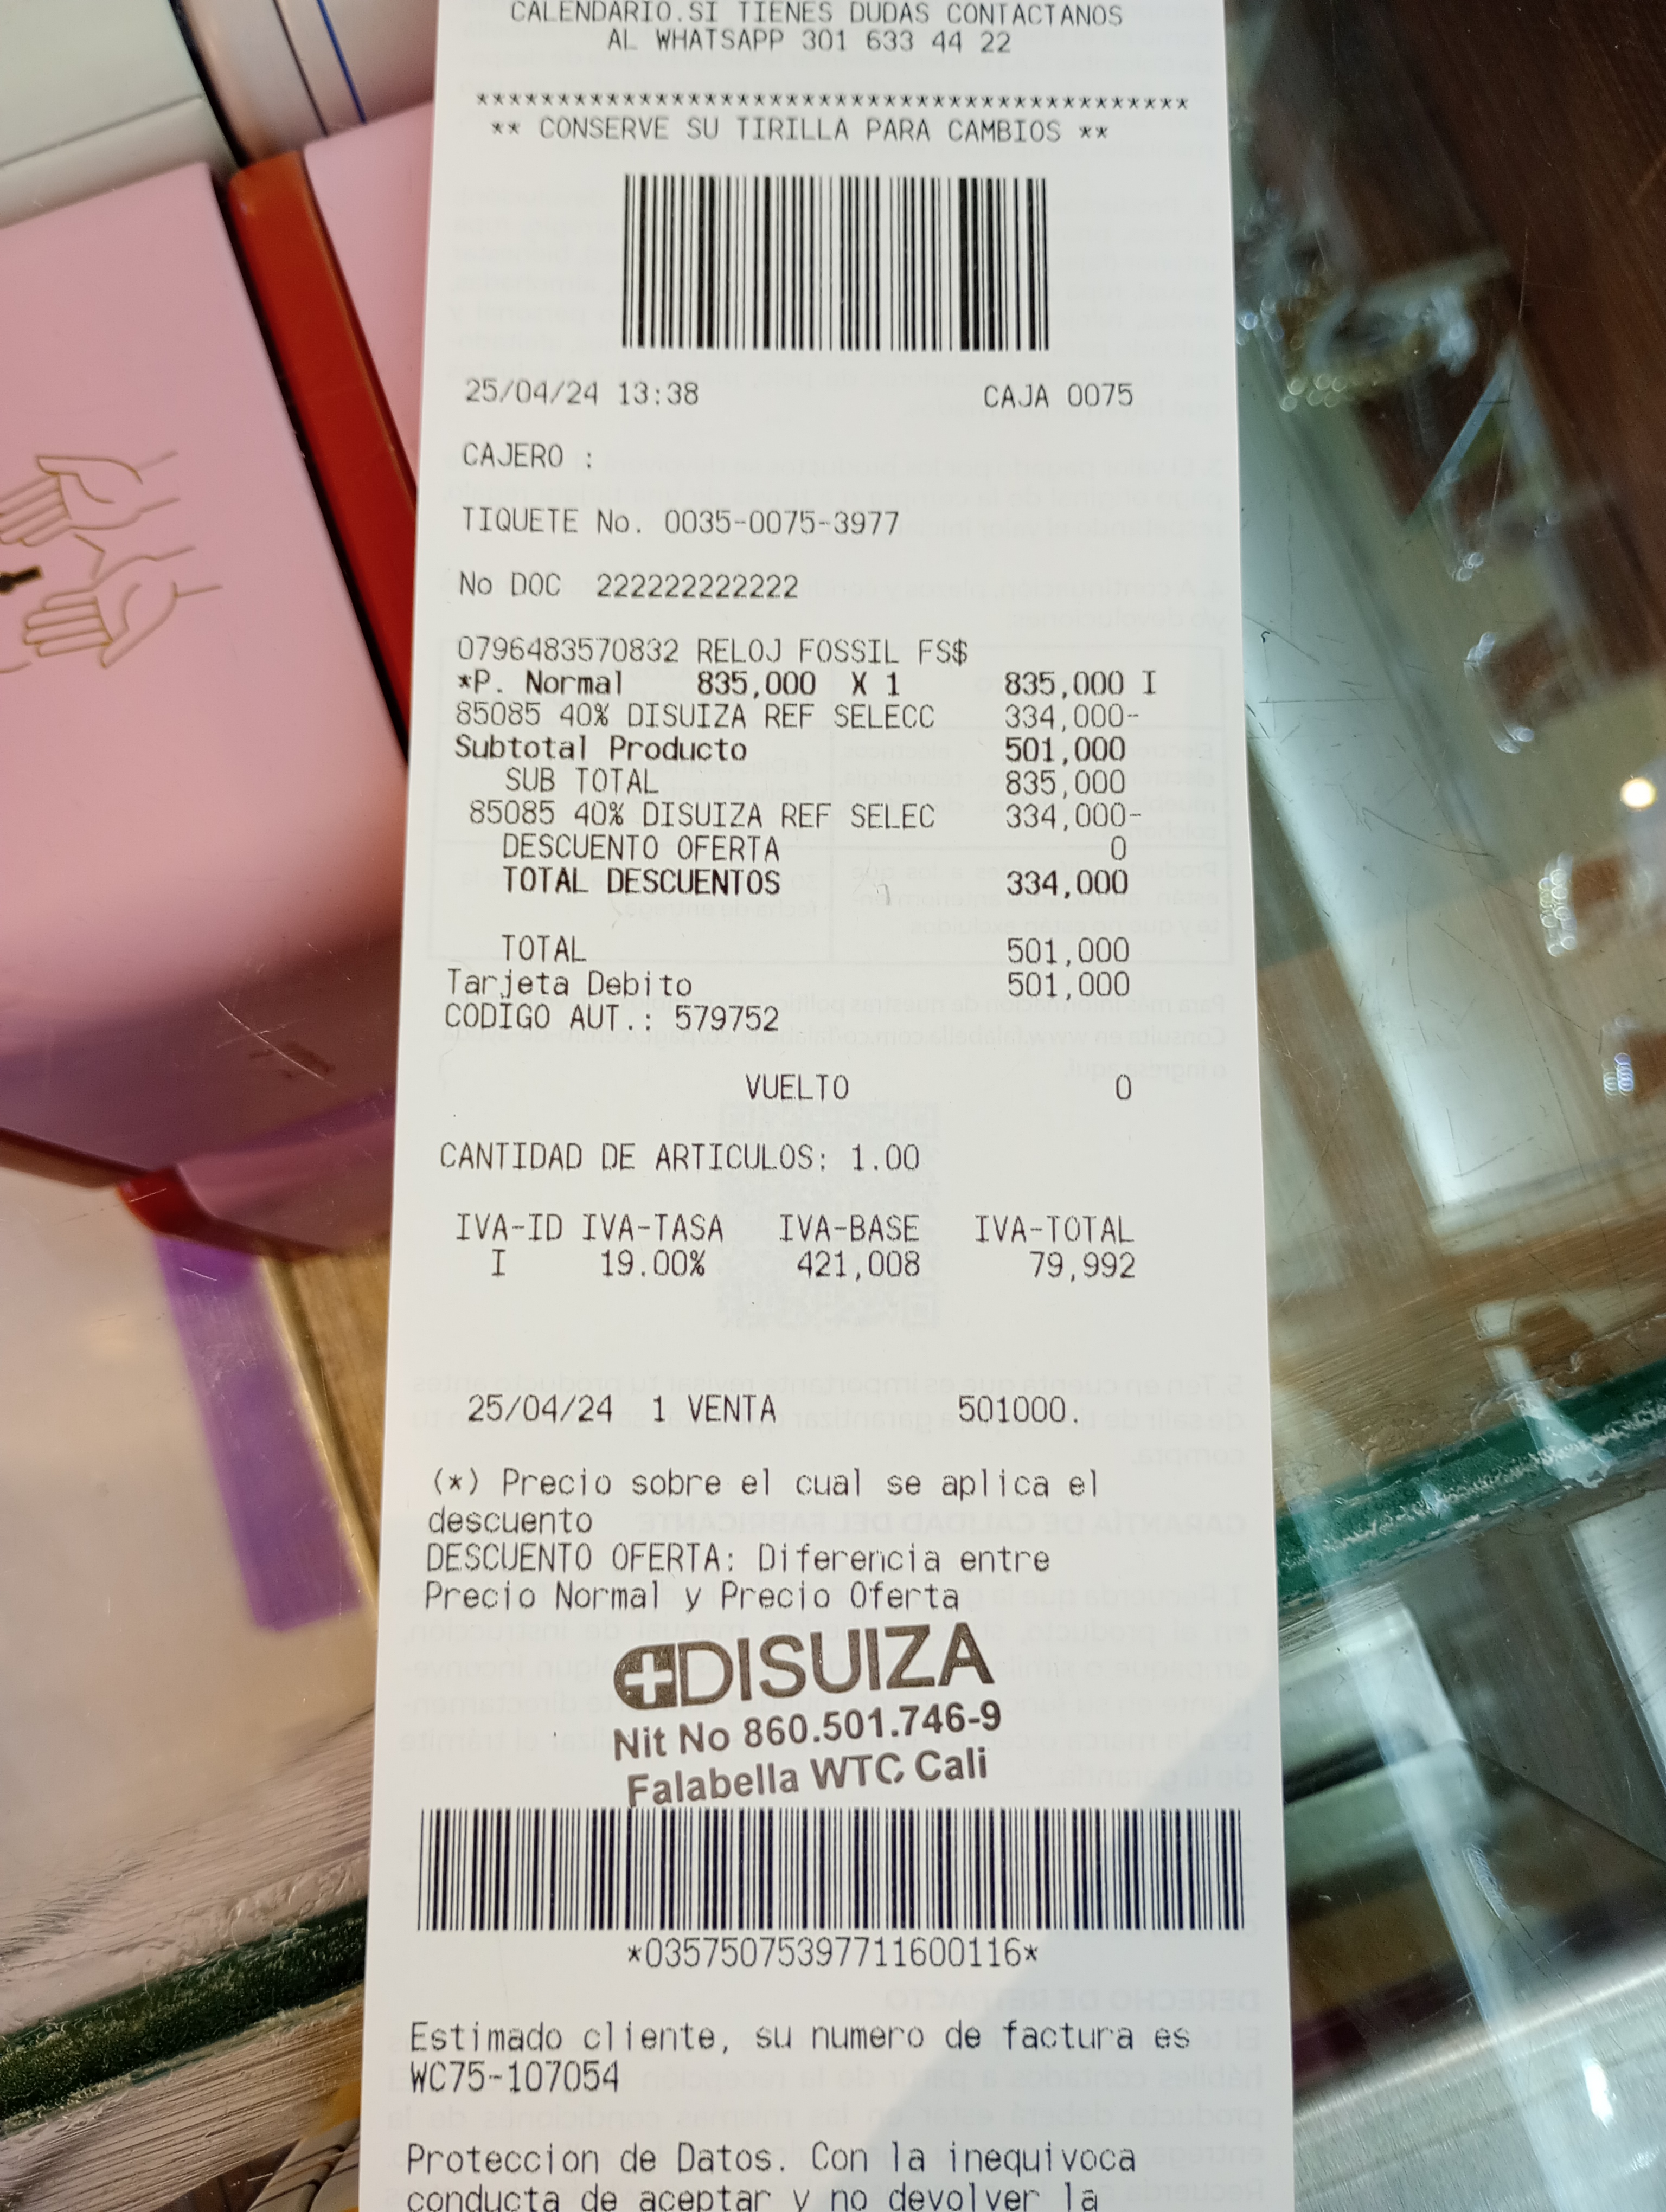 CALENDARIO.SI TIENES DUDAS CONTACTANOS
AL WHATSAPP 301 633 44 22
********************************************
** CONSERVE SU TIRILLA PARA CAMBIOS **
25/04/24 13:38 CAJA 0075
CAJERO :
TIQUETE No. 0035-0075-3977
No DOC 222222222222
0796483570832 RELOJ FOSSIL FS$
*P. Normal 835,000 X 1 835,000 I
85085 40% DISUIZA REF SELECC 334,000-
Subtotal Producto 501,000
SUB TOTAL 835,000
85085 40% DISUIZA REF SELEC 334,000-
DESCUENTO OFERTA 0
TOTAL DESCUENTOS 334,000
TOTAL 501,000
Tarjeta Debito 501,000
CODIGO AUT.: 579752
VUELTO 0
CANTIDAD DE ARTICULOS: 1.00
IVA-ID IVA-TASA IVA-BASE IVA-TOTAL
I 19.00% 421,008 79,992
25/04/24 1 VENTA 501000.
(*) Precio sobre el cual se aplica el
descuento
DESCUENTO OFERTA: Diferencia entre
Precio Normal y Precio Oferta
DISUIZA
Nit No 860.501.746-9
Falabella WTC Cali
*03575075397711600116*
Estimado cliente, su numero de factura es
WC75-107054
Proteccion de Datos. Con la inequivoca
conducta de aceptar y no devolver la